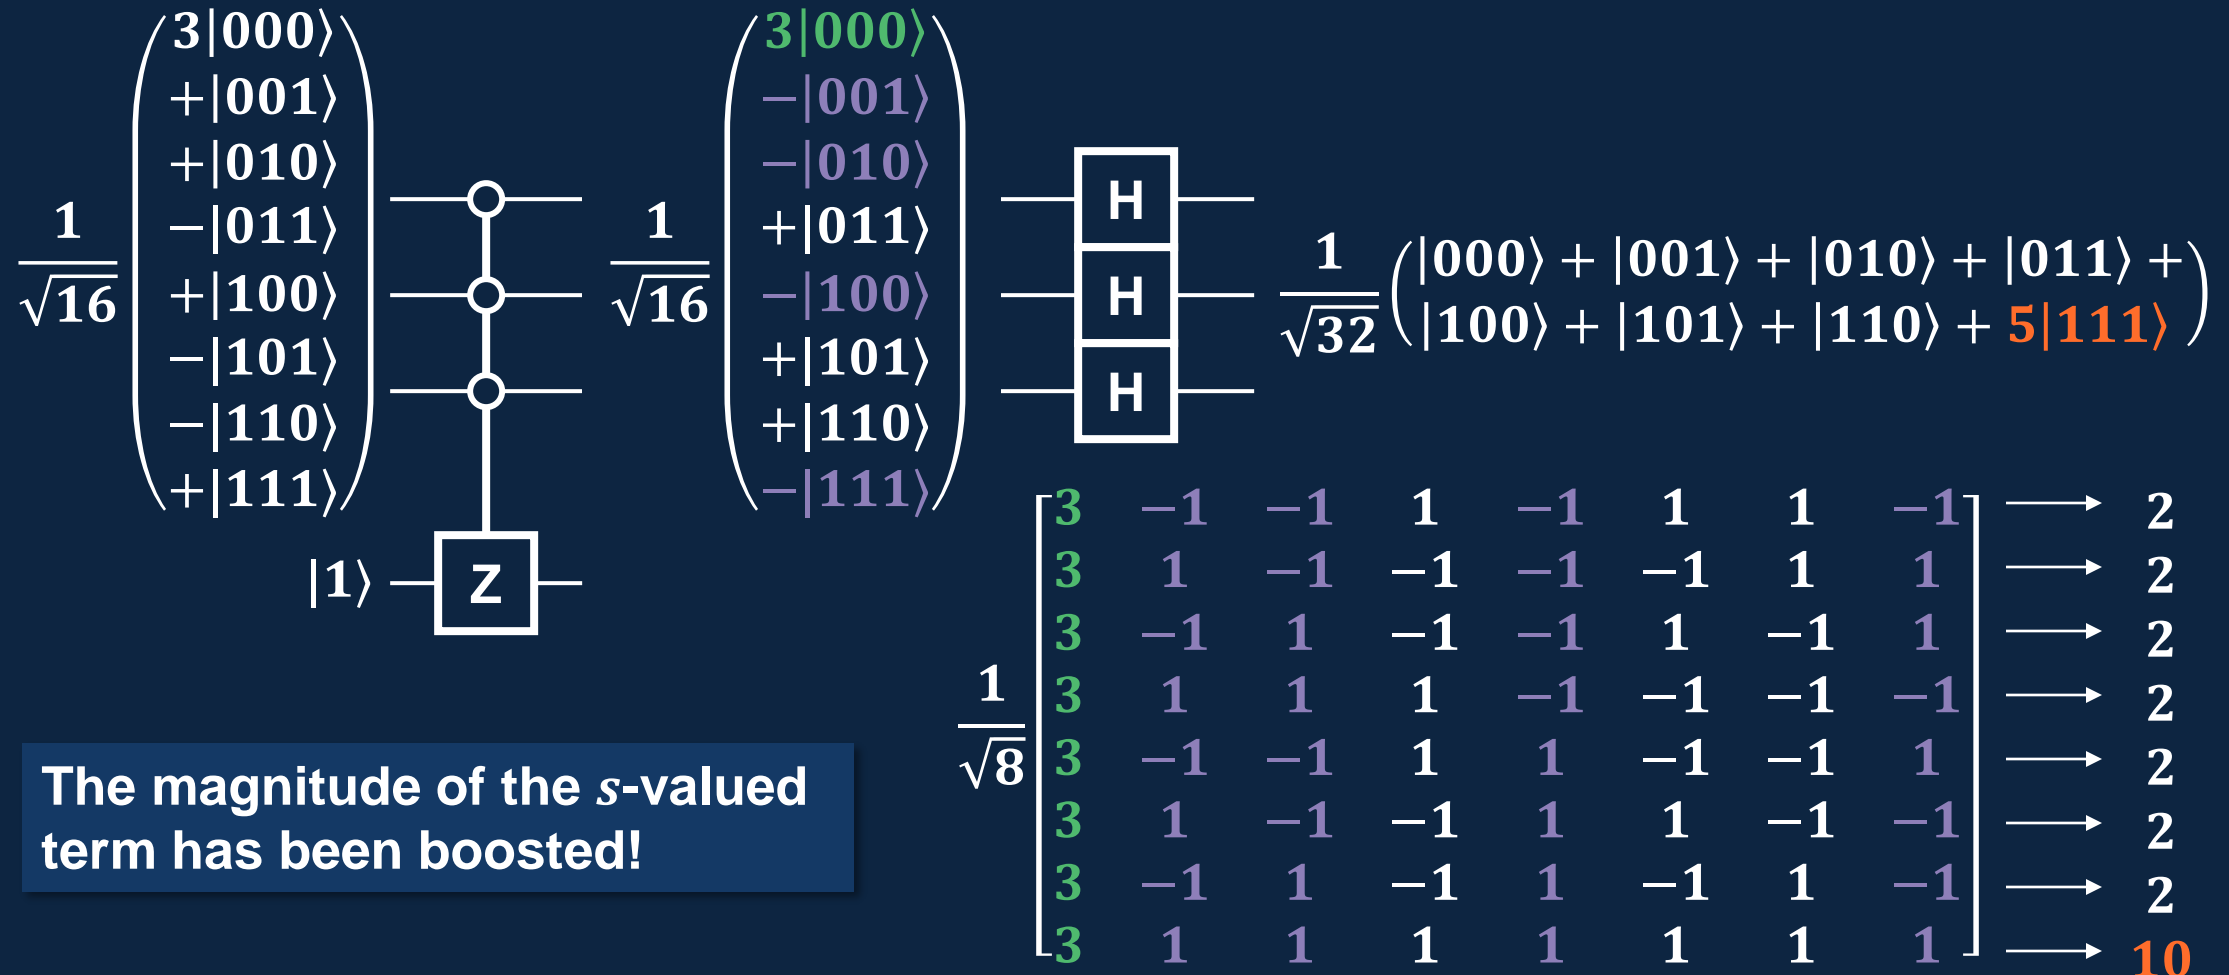 3|000⟩
+|001⟩
+|010⟩
−|011⟩
+|100⟩
−|101⟩
−|110⟩
+|111⟩
1
√16
|1⟩
Z
3|000⟩
−|001⟩
−|010⟩
+|011⟩
−|100⟩
+|101⟩
+|110⟩
−|111⟩
1
√16
H
H
H
1
√32
(|000⟩ + |001⟩ + |010⟩ + |011⟩ +
|100⟩ + |101⟩ + |110⟩ + 5|111⟩)
1
√8
3 −1 −1 1 −1 1 1 −1 → 2
3 1 −1 −1 −1 −1 1 1 → 2
3 −1 1 −1 −1 1 −1 1 → 2
3 1 1 1 −1 −1 −1 −1 → 2
3 −1 −1 1 1 −1 −1 1 → 2
3 1 −1 −1 1 1 −1 −1 → 2
3 −1 1 −1 1 −1 1 −1 → 2
3 1 1 1 1 1 1 1 → 10
The magnitude of the s-valued
term has been boosted!